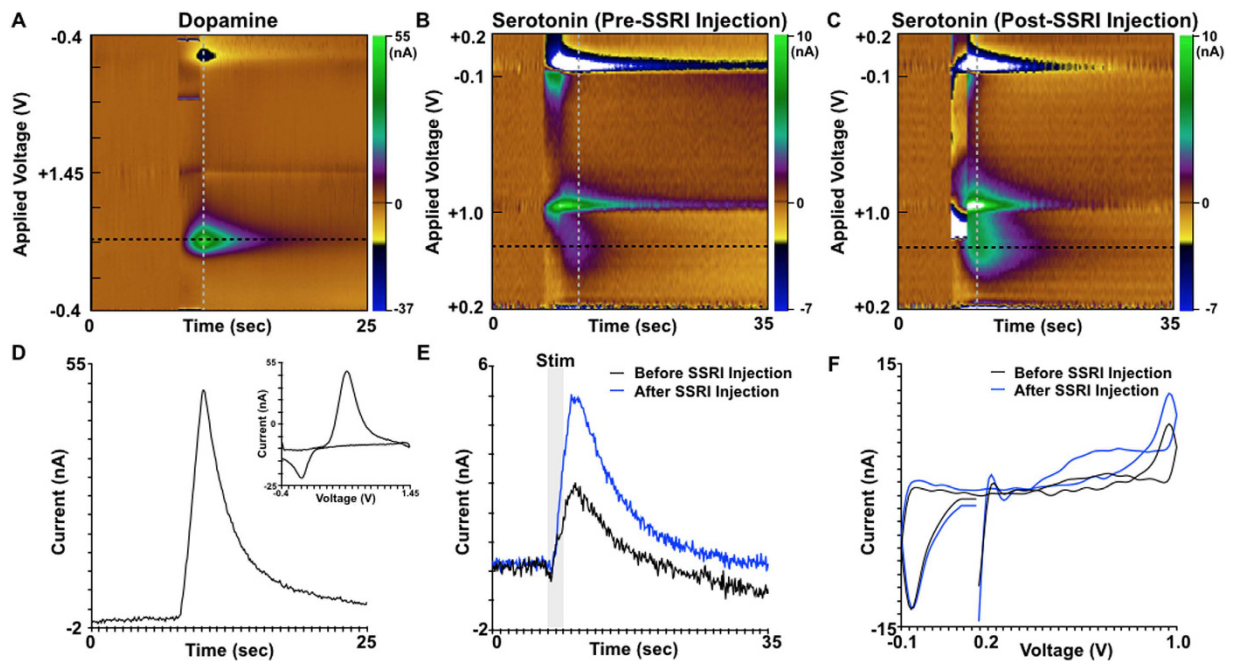 A
Dopamine
-0.4
+1.45
-0.4
Applied Voltage (V)
0
25
Time (sec)
55
(nA)
0
-37
B
Serotonin (Pre-SSRI Injection)
+0.2
-0.1
+1.0
+0.2
Applied Voltage (V)
0
35
Time (sec)
10
(nA)
0
-7
C
Serotonin (Post-SSRI Injection)
+0.2
-0.1
+1.0
+0.2
Applied Voltage (V)
0
35
Time (sec)
10
(nA)
0
-7
D
55
-2
Current (nA)
0
25
Time (sec)
55
0
-25
Current (nA)
-0.4
1.45
Voltage (V)
E
Stim
6
0
-2
Current (nA)
Before SSRI Injection
After SSRI Injection
0
35
Time (sec)
F
15
-15
Current (nA)
Before SSRI Injection
After SSRI Injection
-0.1
0.2
1.0
Voltage (V)